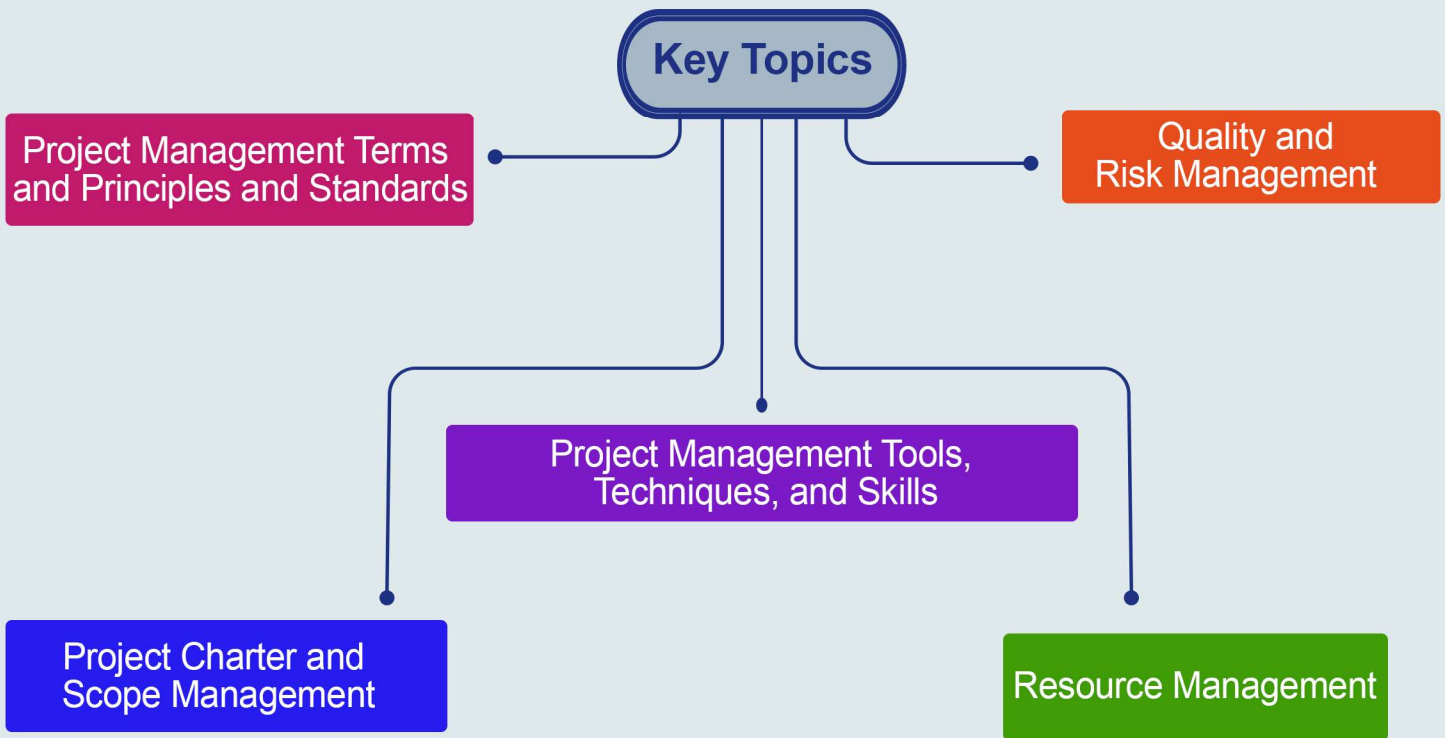 Key Topics
Project Management Terms
and Principles and Standards
Quality and
Risk Management
Project Management Tools,
Techniques, and Skills
Project Charter and
Scope Management
Resource Management